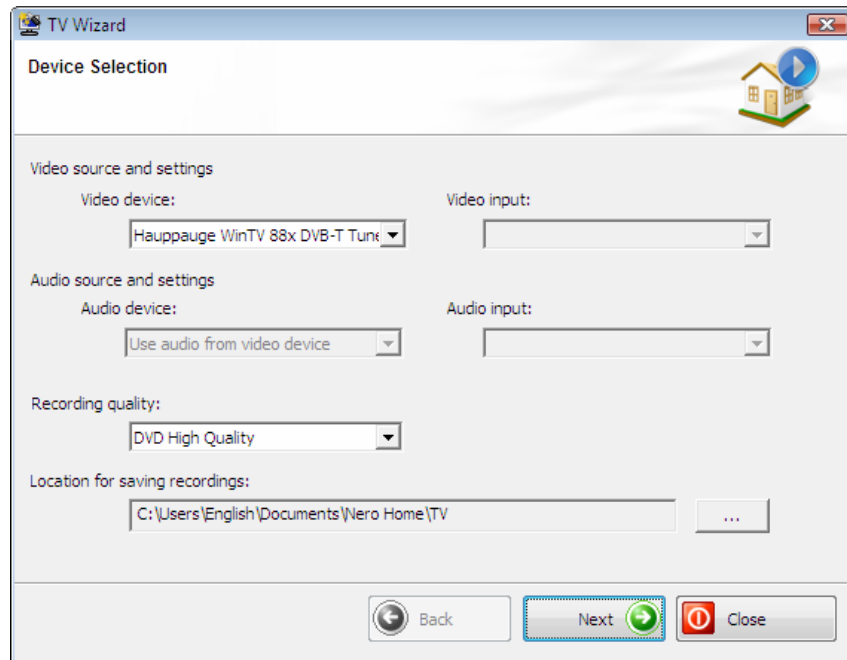 TV Wizard
Device Selection
Video source and settings
Video device:
Video input:
Hauppauge WinTV 88x DVB-T Tune
Audio source and settings
Audio device:
Audio input:
Use audio from video device
Recording quality:
DVD High Quality
Location for saving recordings:
C:\Users\English\Documents\Nero Home\TV
...
Back
Next
Close